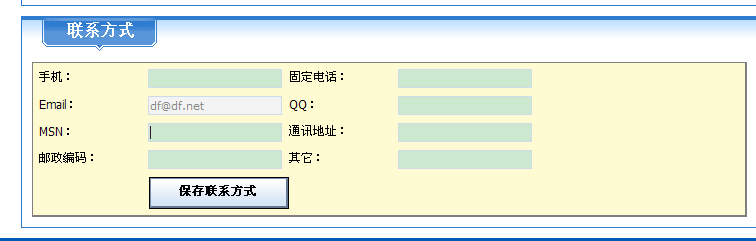 联系方式
手机： 固定电话：
Email： df@df.net QQ：
MSN： 通讯地址：
邮政编码： 其它：
保存联系方式